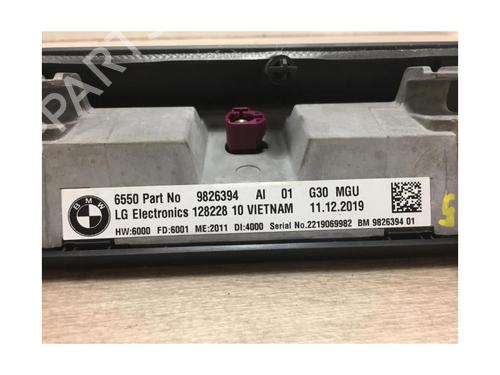 BMW
6550 Part No 9826394 AI 01 G30 MGU
LG Electronics 128228 10 VIETNAM 11.12.2019
HW:6000 FD:6001 ME:2011 DI:4000 Serial No.2219069982 BM 9826394 01